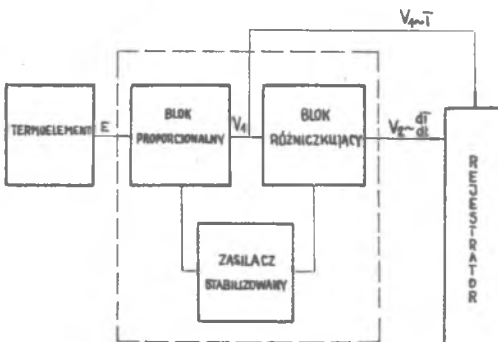 V₁~T̄
TERMOELEMENT
E
BLOK
PROPORCJONALNY
V₁
BLOK
RÓŻNICZKUJĄCY
V₂~dT̄/dt
REJESTRATOR
ZASILACZ
STABILIZOWANY